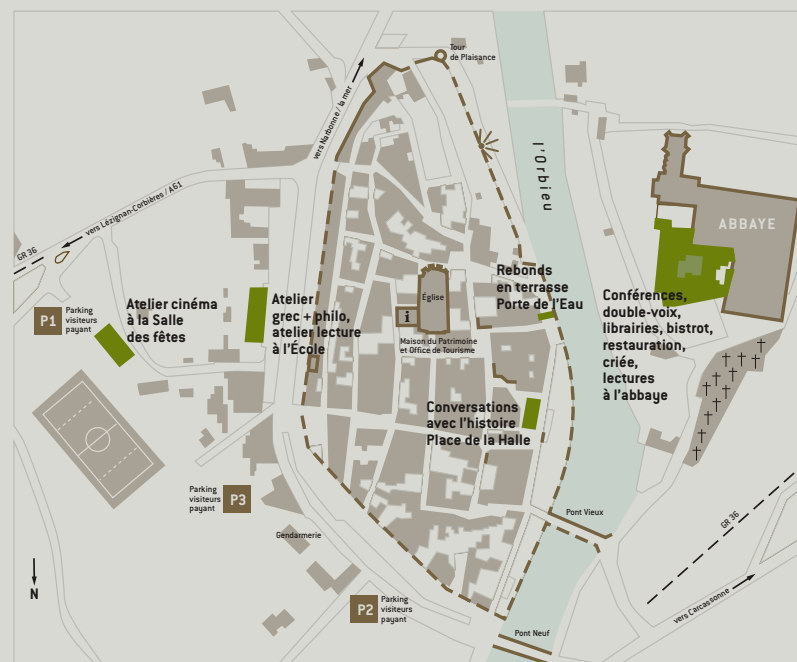 Tour
de Plaisance
vers Narbonne / la mer
l'Orbieu
vers Lézignan-Corbières / A61
GR 36
ABBAYE
P1
Parking
visiteurs
payant
Atelier cinéma
à la Salle
des fêtes
Atelier
grec + philo,
atelier lecture
à l'École
Église
i
Maison du Patrimoine
et Office de Tourisme
Rebonds
en terrasse
Porte de l'Eau
Conférences,
double-voix,
librairies, bistrot,
restauration,
criée,
lectures
à l'abbaye
Conversations
avec l'histoire
Place de la Halle
Parking
visiteurs
payant
P3
Gendarmerie
Pont Vieux
GR 36
N
P2
Parking
visiteurs
payant
vers Carcassonne
Pont Neuf